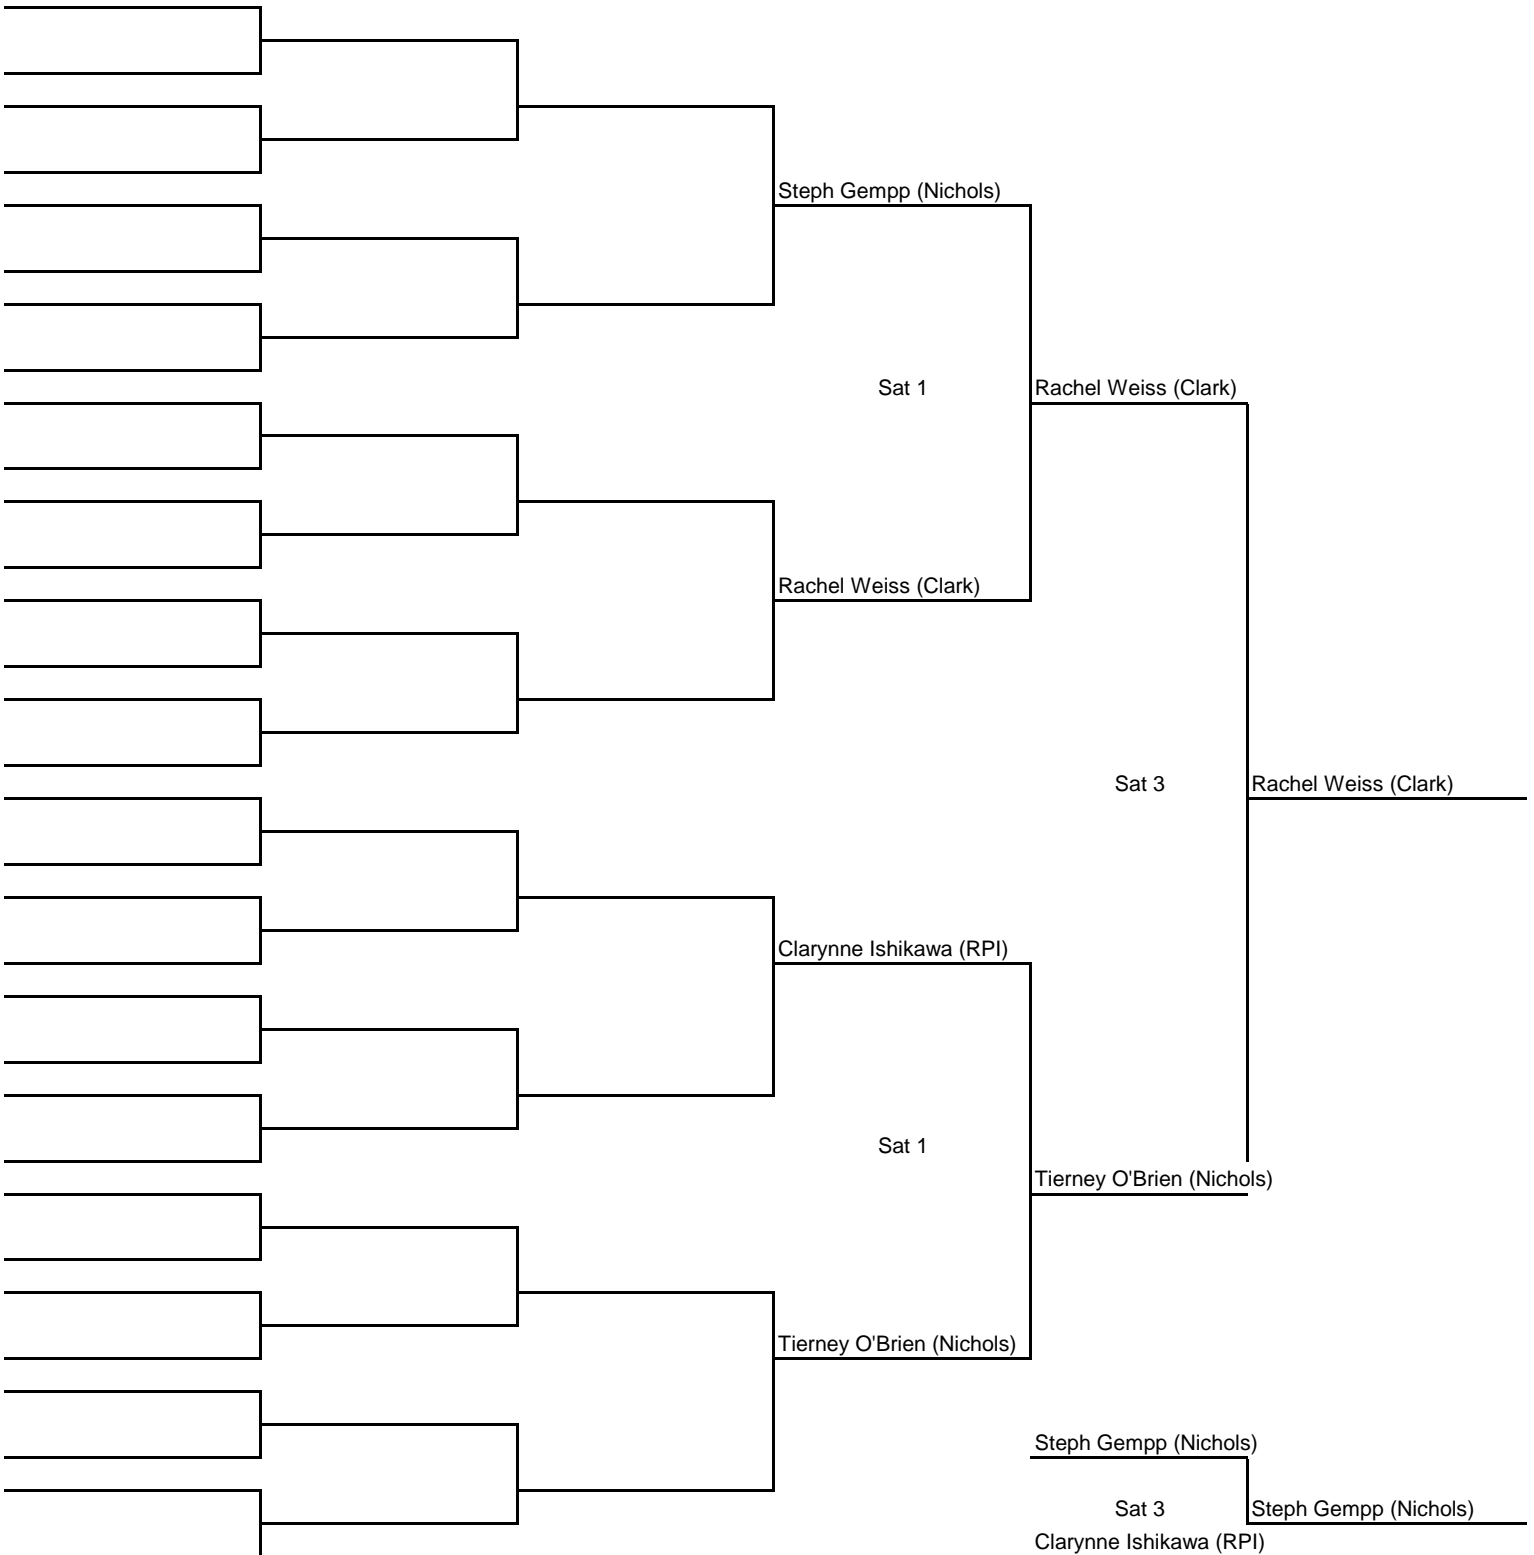 Steph Gempp (Nichols)
Sat 1
Rachel Weiss (Clark)
Rachel Weiss (Clark)
Sat 3
Rachel Weiss (Clark)
Clarynne Ishikawa (RPI)
Sat 1
Tierney O'Brien (Nichols)
Tierney O'Brien (Nichols)
Steph Gempp (Nichols)
Sat 3
Steph Gempp (Nichols)
Clarynne Ishikawa (RPI)